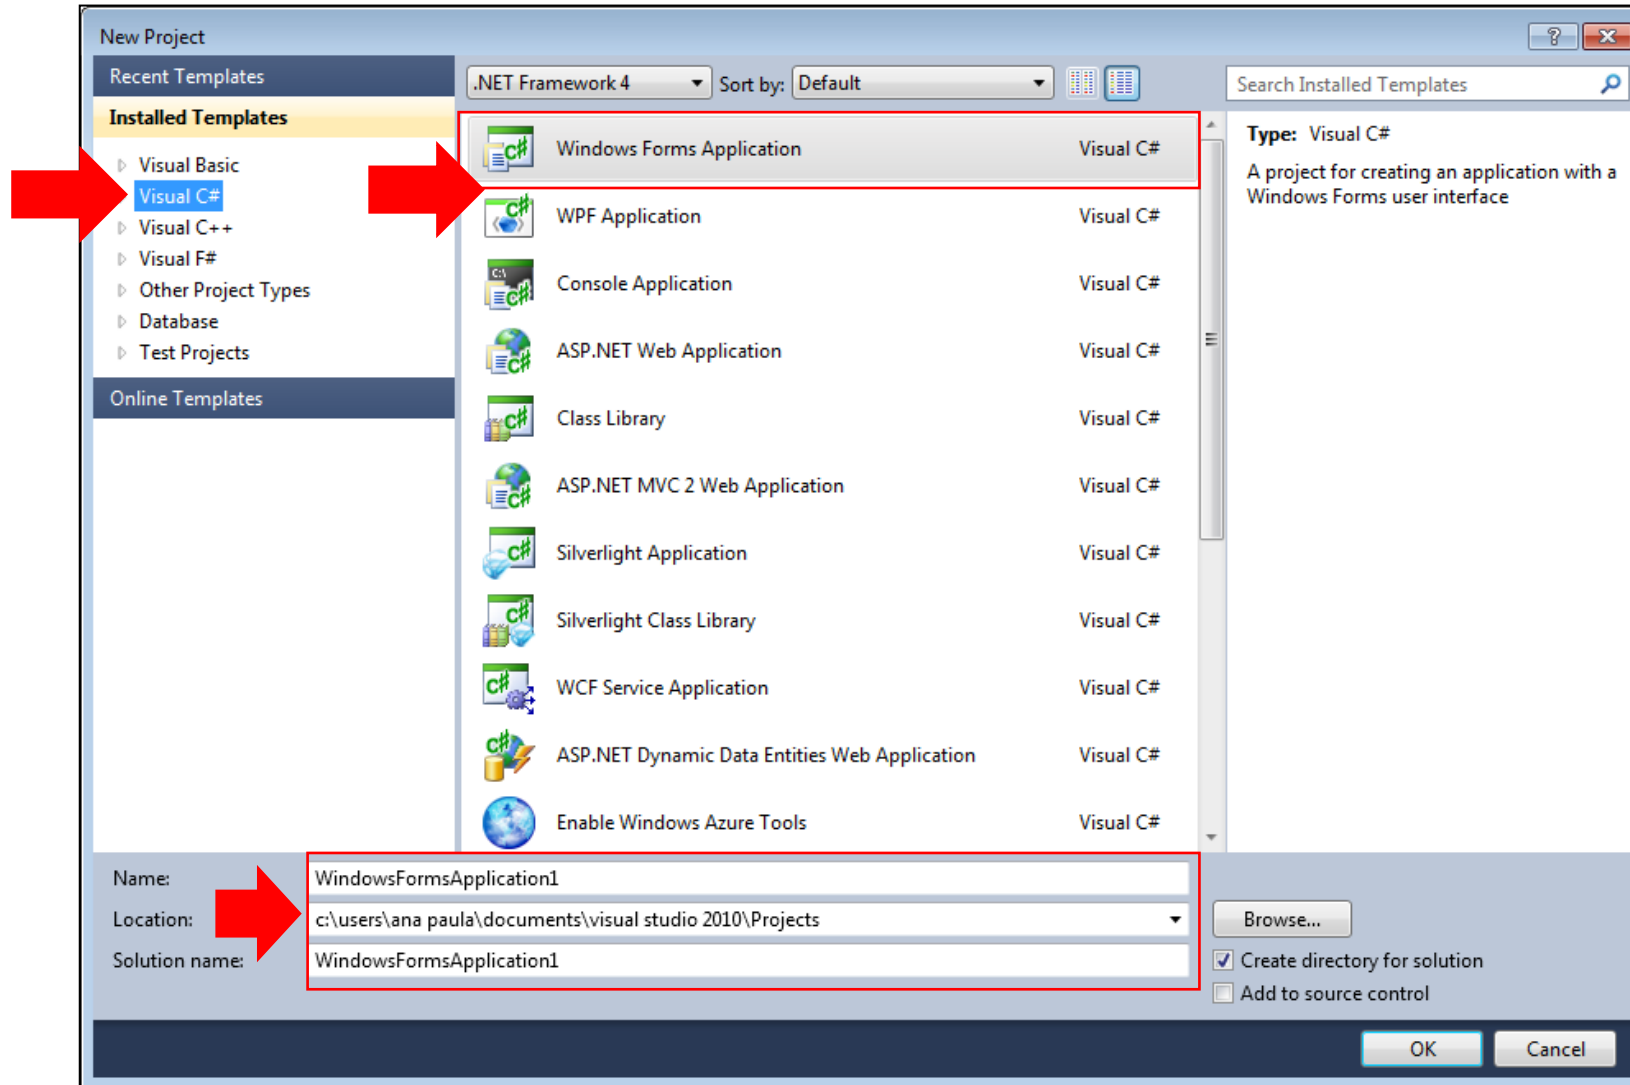 New Project
Recent Templates
.NET Framework 4
Sort by:
Default
Search Installed Templates
Installed Templates
Visual Basic
Visual C#
Visual C++
Visual F#
Other Project Types
Database
Test Projects
Online Templates
Windows Forms Application Visual C#
WPF Application Visual C#
Console Application Visual C#
ASP.NET Web Application Visual C#
Class Library Visual C#
ASP.NET MVC 2 Web Application Visual C#
Silverlight Application Visual C#
Silverlight Class Library Visual C#
WCF Service Application Visual C#
ASP.NET Dynamic Data Entities Web Application Visual C#
Enable Windows Azure Tools Visual C#
Type: Visual C#
A project for creating an application with a
Windows Forms user interface
Name: WindowsFormsApplication1
Location: c:\users\ana paula\documents\visual studio 2010\Projects
Browse...
Solution name: WindowsFormsApplication1
Create directory for solution
Add to source control
OK
Cancel